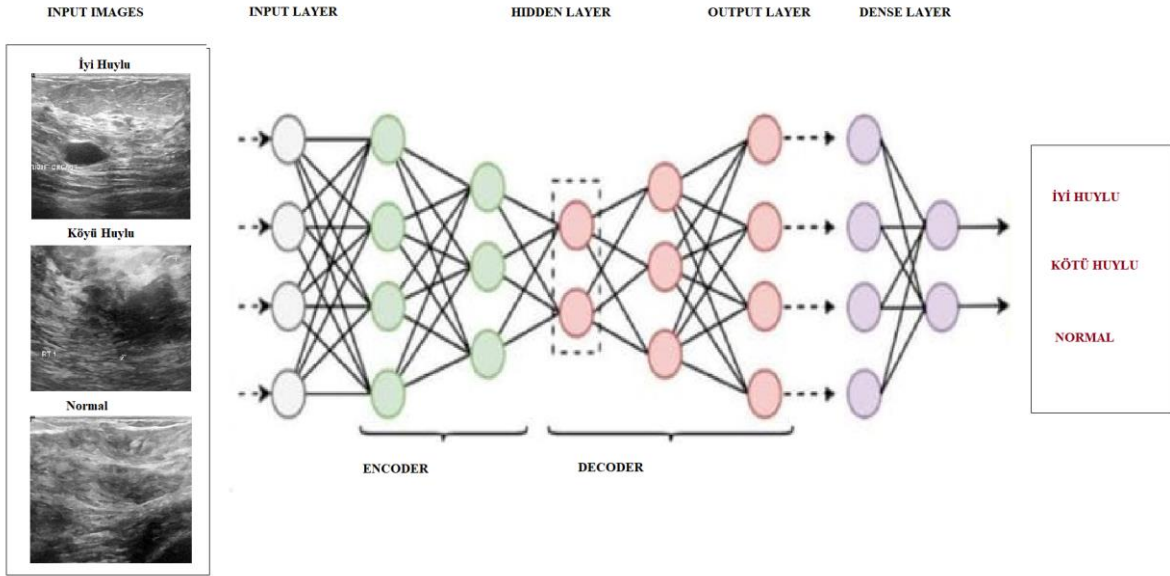 INPUT IMAGES
INPUT LAYER
HIDDEN LAYER
OUTPUT LAYER
DENSE LAYER
İyi Huylu
Köyü Huylu
RT
Normal
ENCODER
DECODER
İYİ HUYLU
KÖTÜ HUYLU
NORMAL